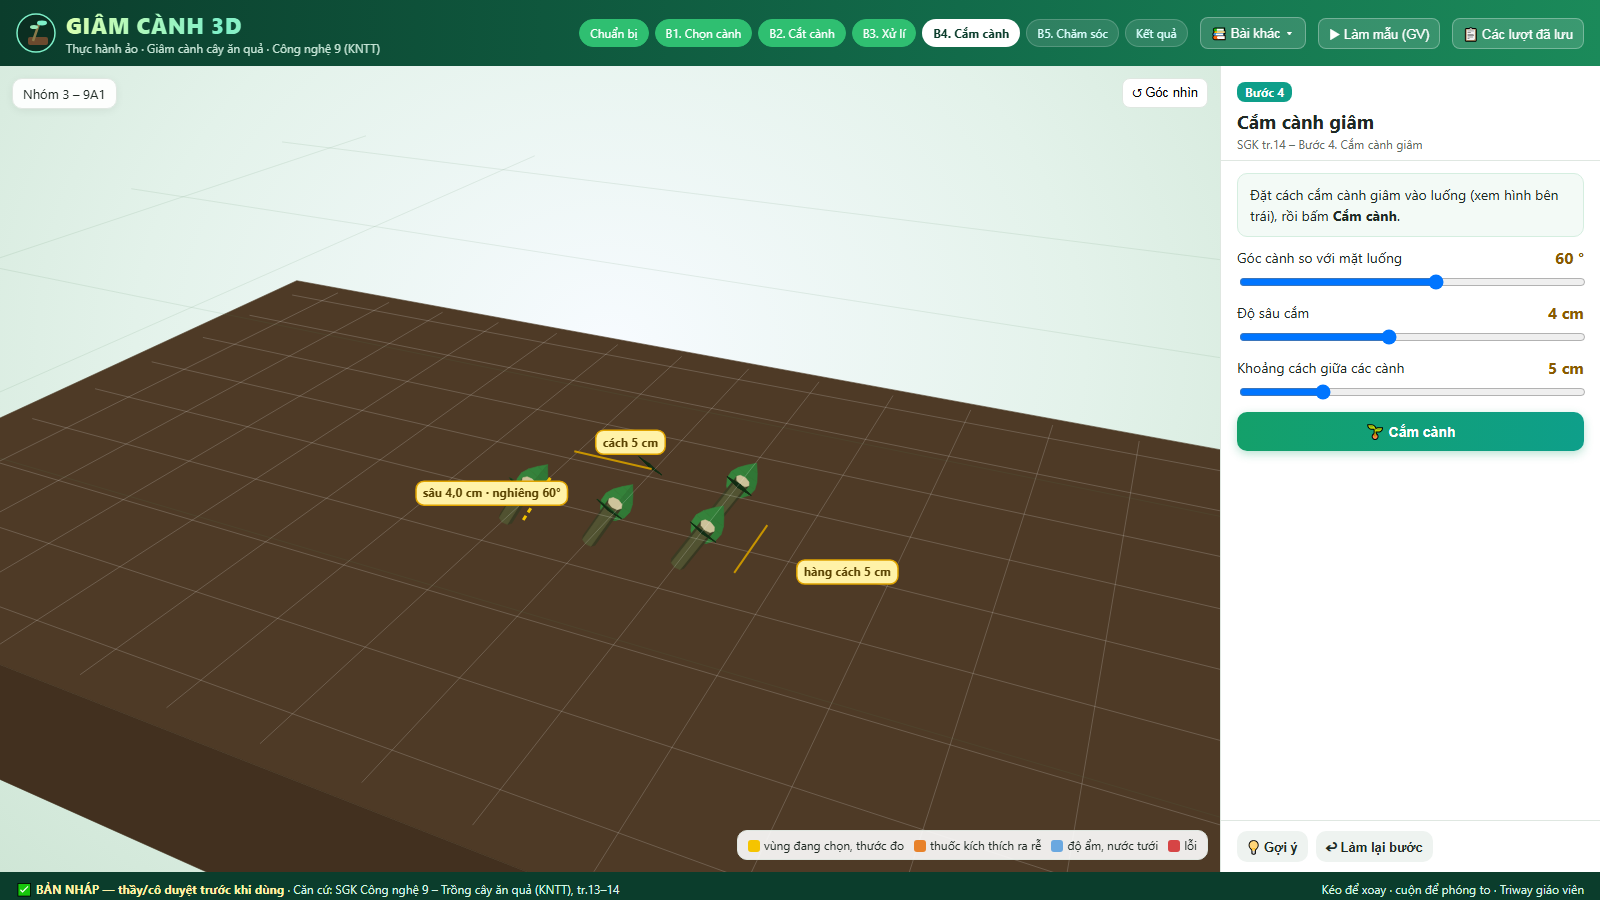 GIÂM CÀNH 3D
Thực hành ảo · Giâm cành cây ăn quả · Công nghệ 9 (KNTT)
Chuẩn bị
B1. Chọn cành
B2. Cắt cành
B3. Xử lí
B4. Cắm cành
B5. Chăm sóc
Kết quả
Bài khác
Làm mẫu (GV)
Các lượt đã lưu
Nhóm 3 – 9A1
Góc nhìn
cách 5 cm
sâu 4,0 cm · nghiêng 60°
hàng cách 5 cm
vùng đang chọn, thước đo
thuốc kích thích ra rễ
độ ẩm, nước tưới
lỗi
Bước 4
Cắm cành giâm
SGK tr.14 – Bước 4. Cắm cành giâm
Đặt cách cắm cành giâm vào luống (xem hình bên
trái), rồi bấm Cắm cành.
Góc cành so với mặt luống 60 °
Độ sâu cắm 4 cm
Khoảng cách giữa các cành 5 cm
Cắm cành
Gợi ý
Làm lại bước
BẢN NHÁP — thầy/cô duyệt trước khi dùng · Căn cứ: SGK Công nghệ 9 – Trồng cây ăn quả (KNTT), tr.13–14
Kéo để xoay · cuộn để phóng to · Triway giáo viên